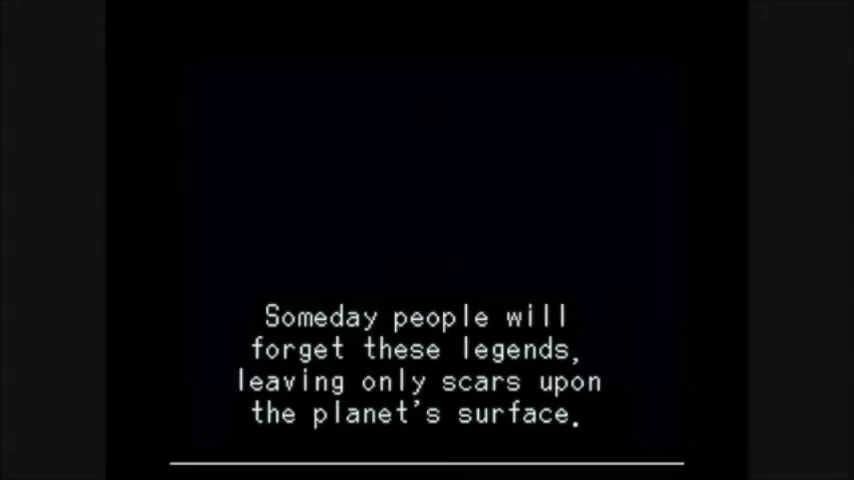 Someday people will
forget these legends,
leaving only scars upon
the planet's surface.